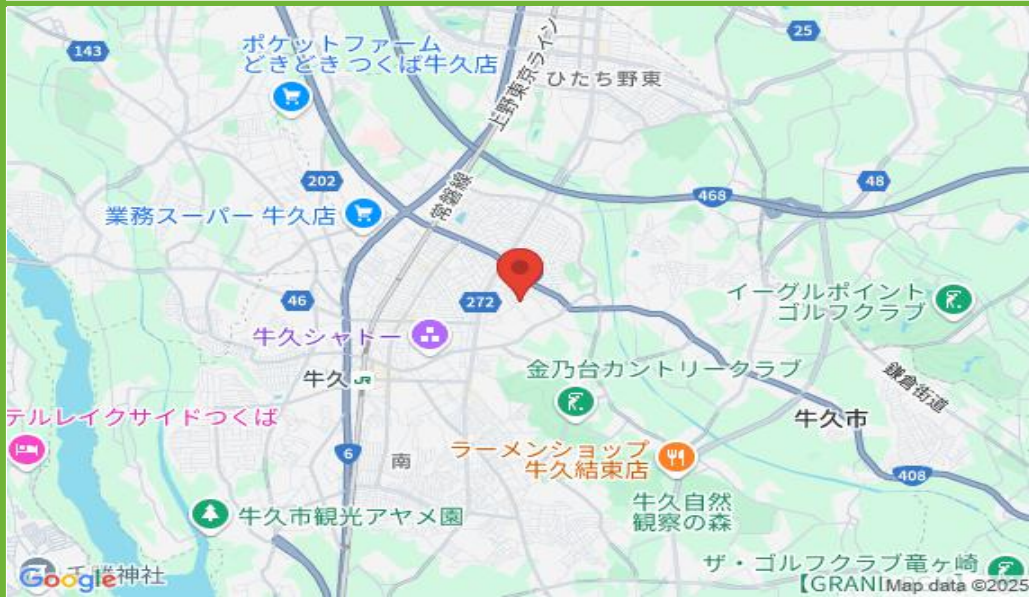 143
ポケットファーム
どきどき つくば牛久店
上野東京ライン
25
ひたち野東
202
常磐線
468
48
業務スーパー 牛久店
46
272
イーグルポイント
ゴルフクラブ
牛久シャトー
牛久 JR
金乃台カントリークラブ
鎌倉街道
テルレイクサイドつくば
牛久市
6
南
ラーメンショップ
牛久結束店
408
牛久市観光アヤメ園
牛久自然
観察の森
ザ・ゴルフクラブ竜ヶ崎
【GRANI
神社
Google
Map data ©2025